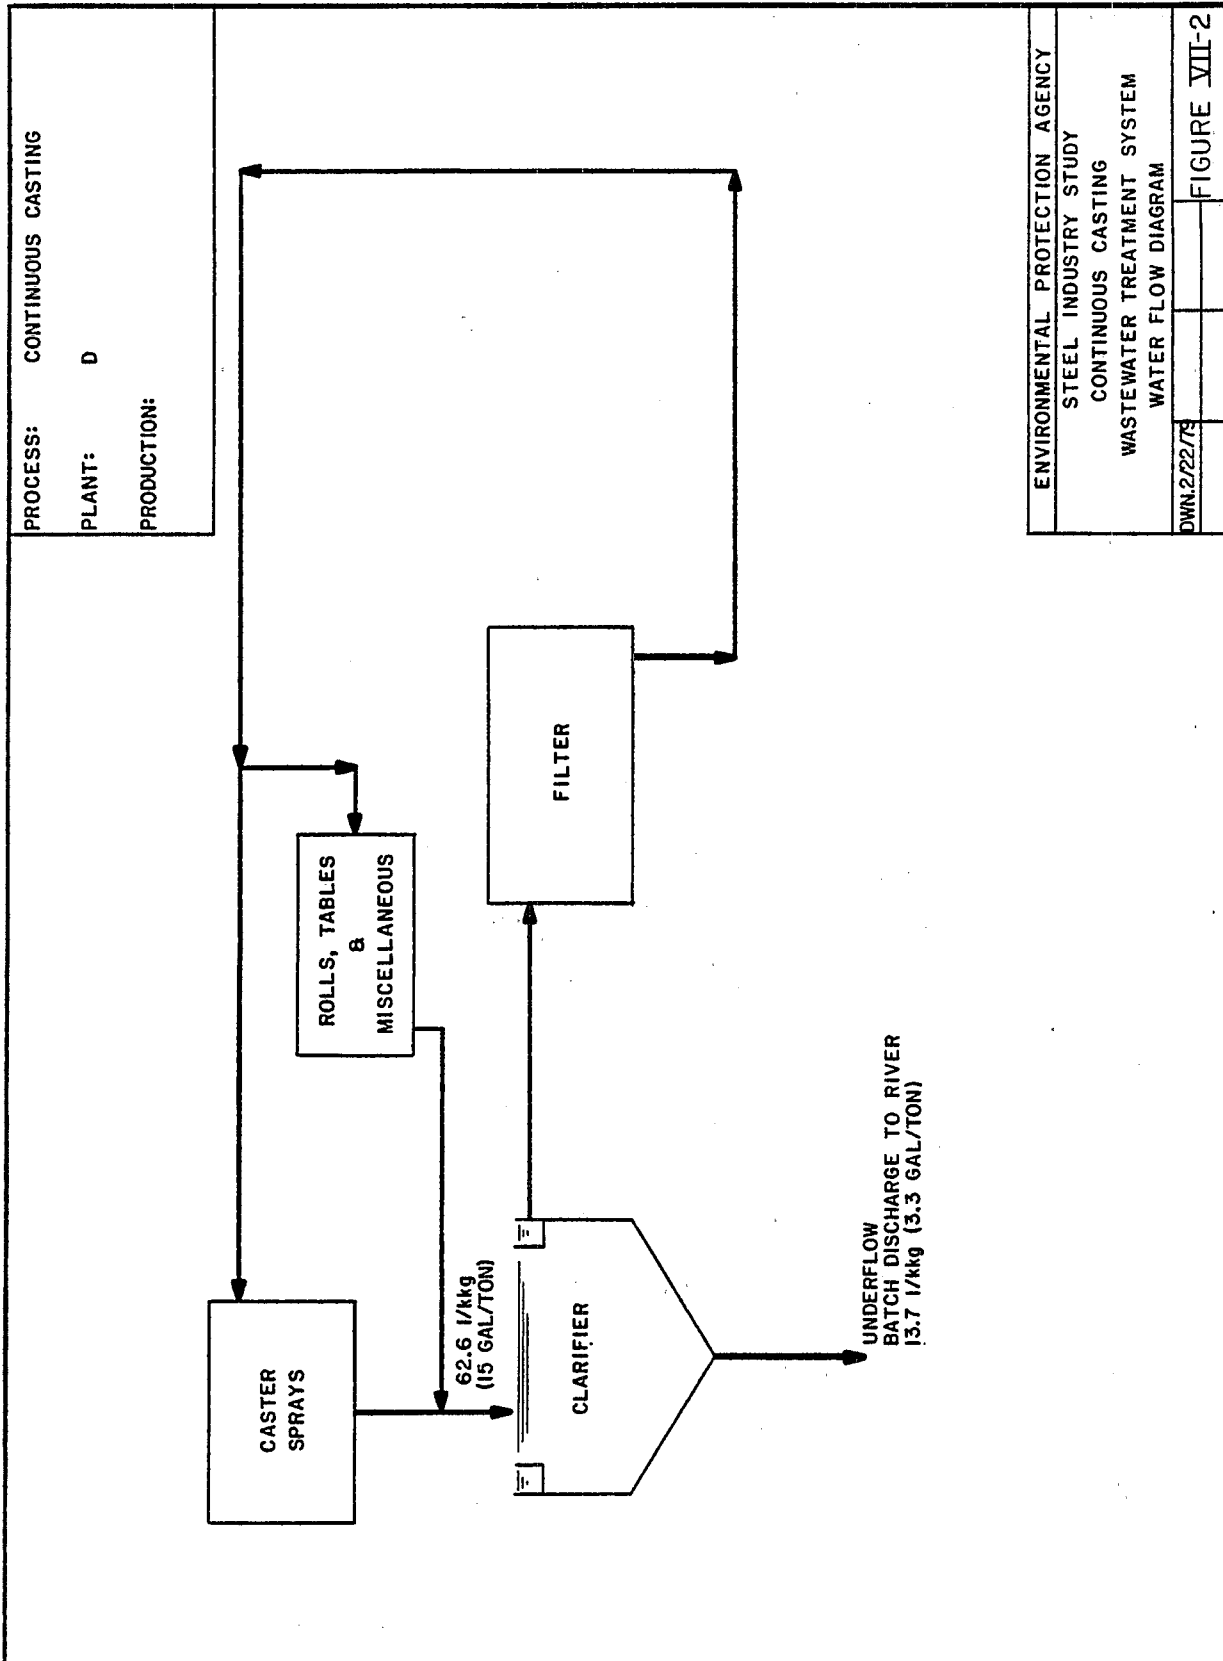 PROCESS: CONTINUOUS CASTING
PLANT: D
PRODUCTION:
CASTER
SPRAYS
ROLLS, TABLES
&
MISCELLANEOUS
62.6 l/kkg
(15 GAL/TON)
CLARIFIER
FILTER
UNDERFLOW
BATCH DISCHARGE TO RIVER
13.7 l/kkg (3.3 GAL/TON)
ENVIRONMENTAL PROTECTION AGENCY
STEEL INDUSTRY STUDY
CONTINUOUS CASTING
WASTEWATER TREATMENT SYSTEM
WATER FLOW DIAGRAM
DWN.2/22/79
FIGURE VII-2